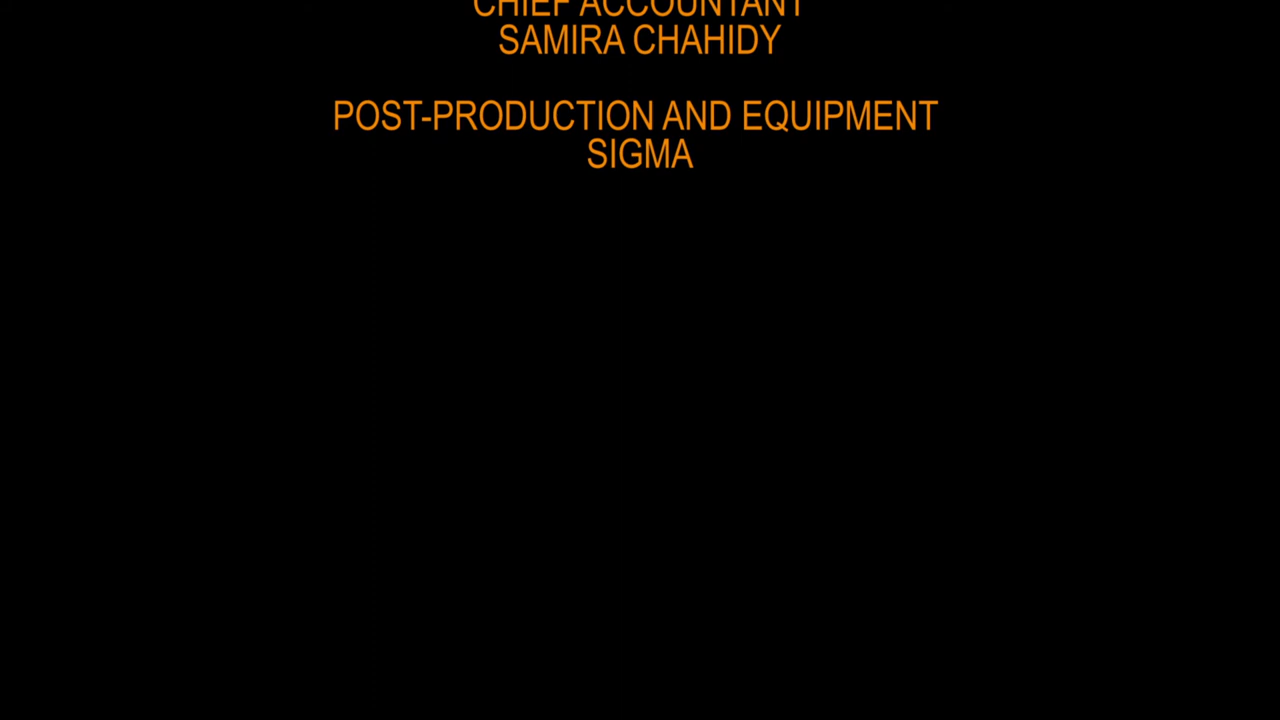 CHIEF ACCOUNTANT
SAMIRA CHAHIDY
POST-PRODUCTION AND EQUIPMENT
SIGMA